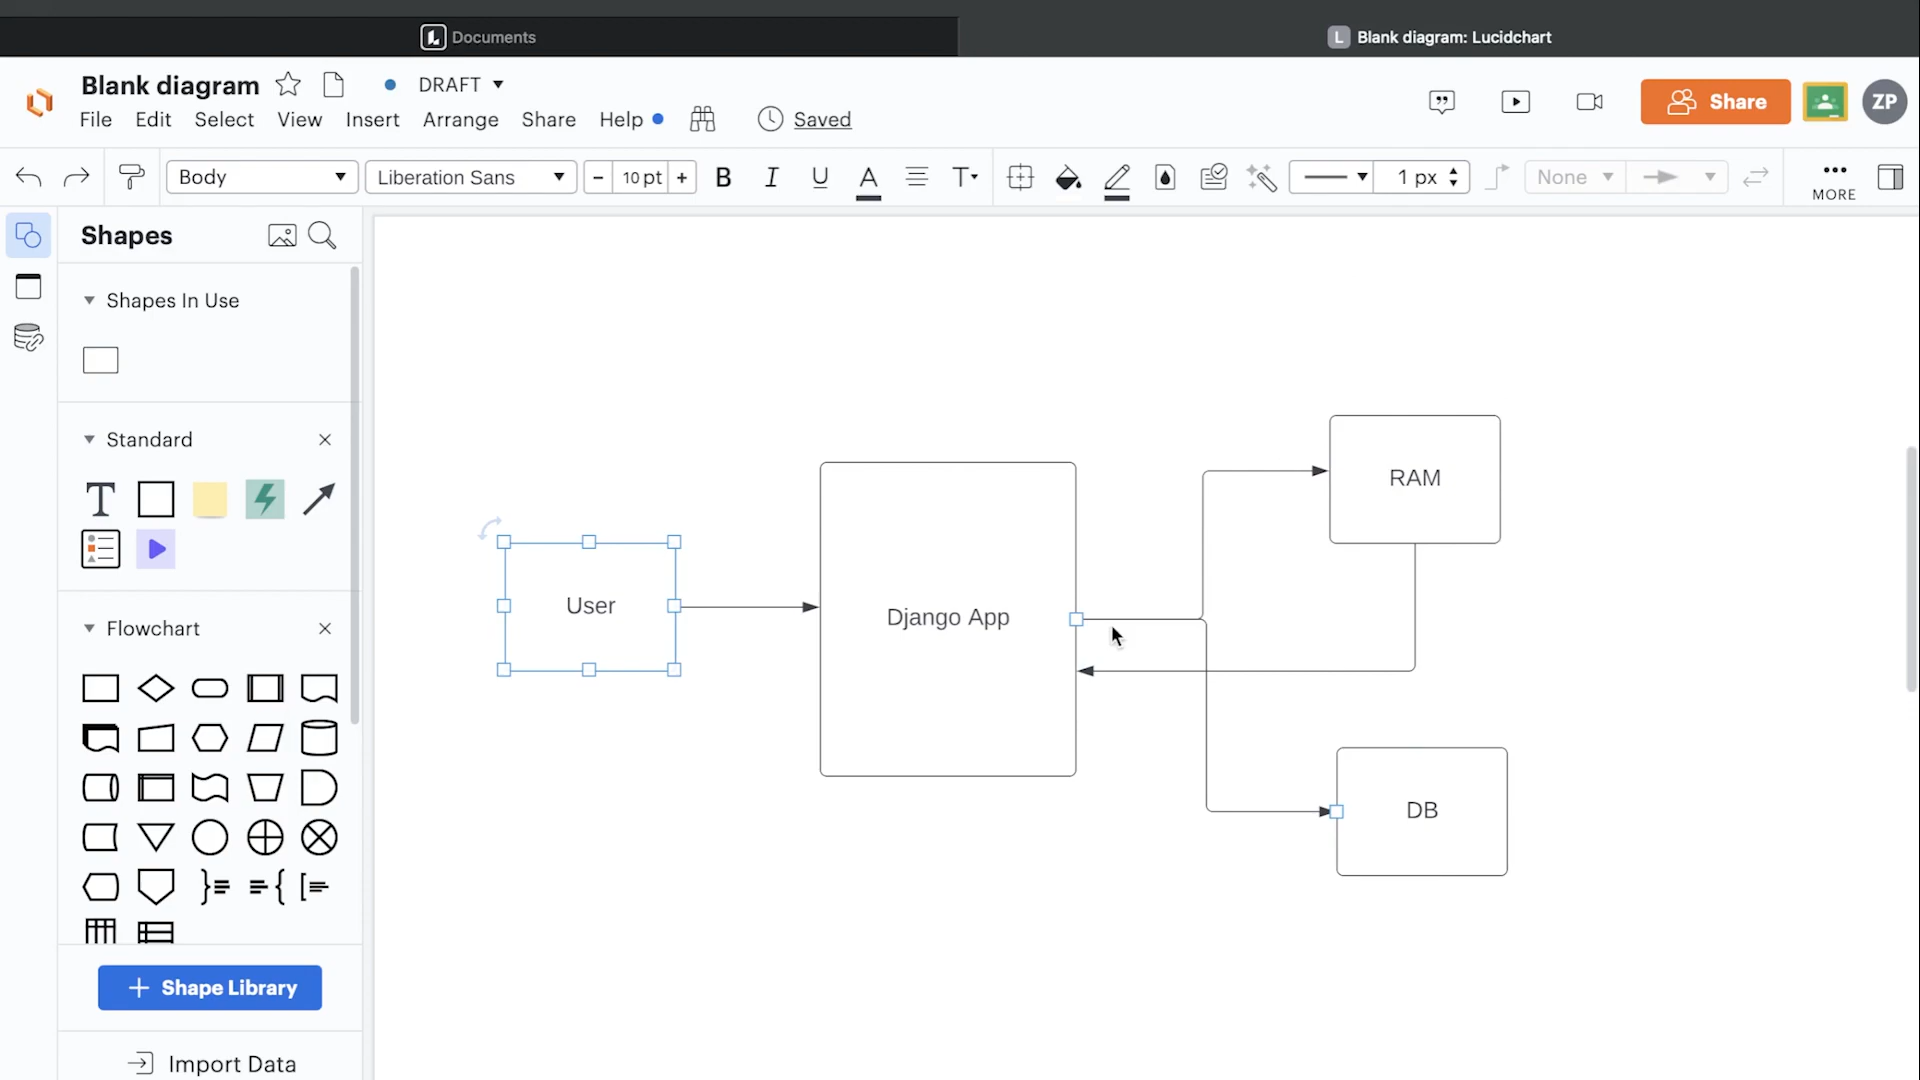 Documents
L Blank diagram: Lucidchart
Blank diagram DRAFT
File Edit Select View Insert Arrange Share Help Saved
Share ZP
Body Liberation Sans - 10 pt + B I U A T 1 px None MORE
Shapes
Shapes In Use
Standard
T
Flowchart
Shape Library
Import Data
User
Django App
RAM
DB